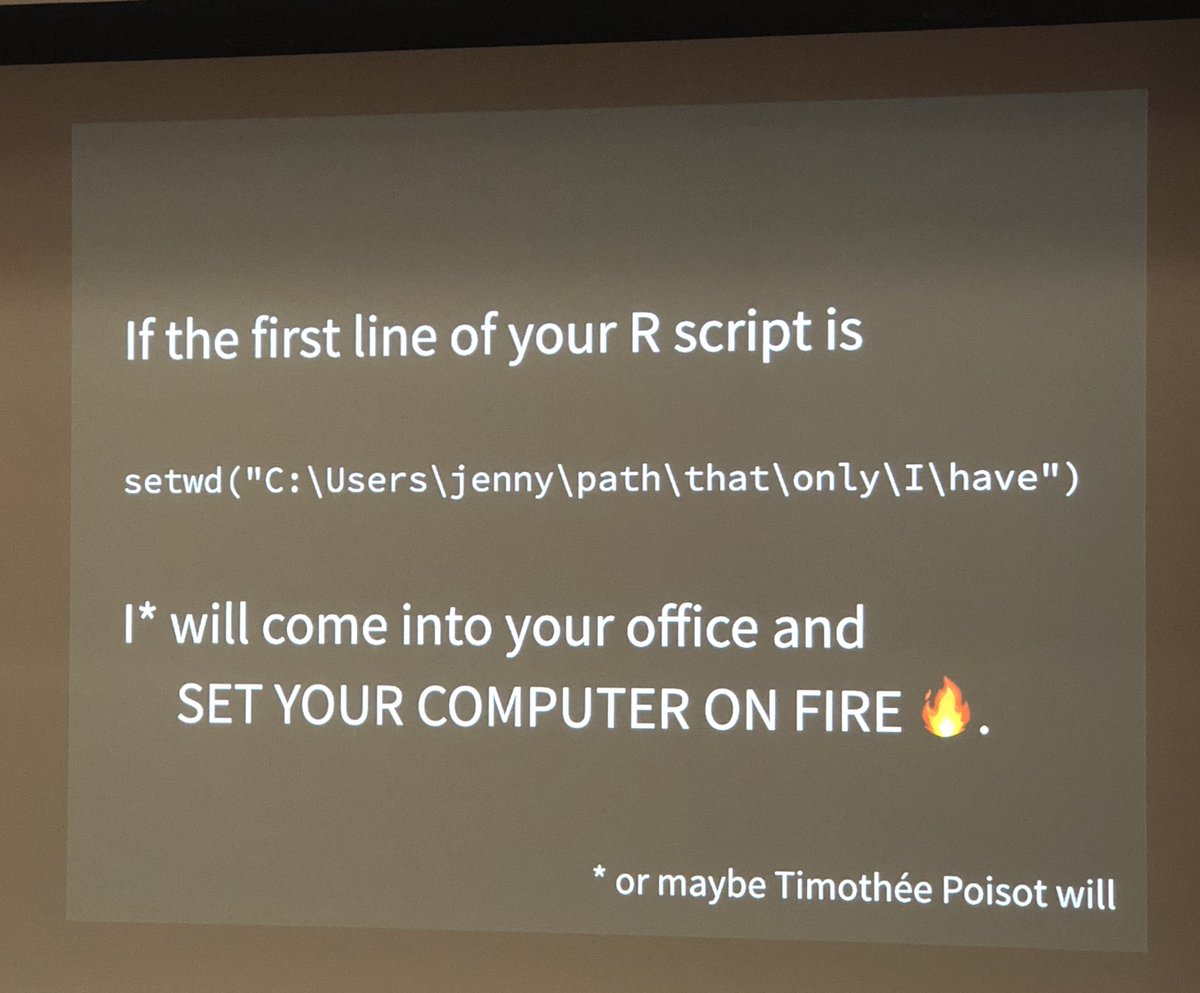 If the first line of your R script is
setwd("C:\Users\jenny\path\that\only\I\have")
I* will come into your office and
SET YOUR COMPUTER ON FIRE 🔥.
* or maybe Timothée Poisot will